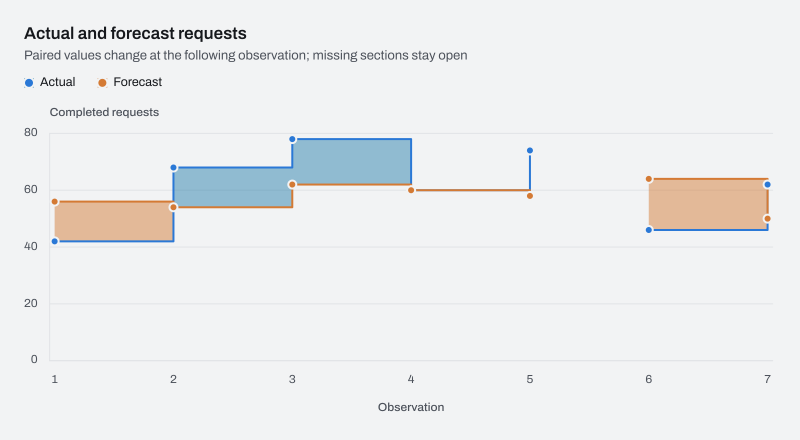 Actual and forecast requests
Paired values change at the following observation; missing sections stay open
Actual Forecast
Completed requests
80
60
40
20
0
1 2 3 4 5 6 7
Observation